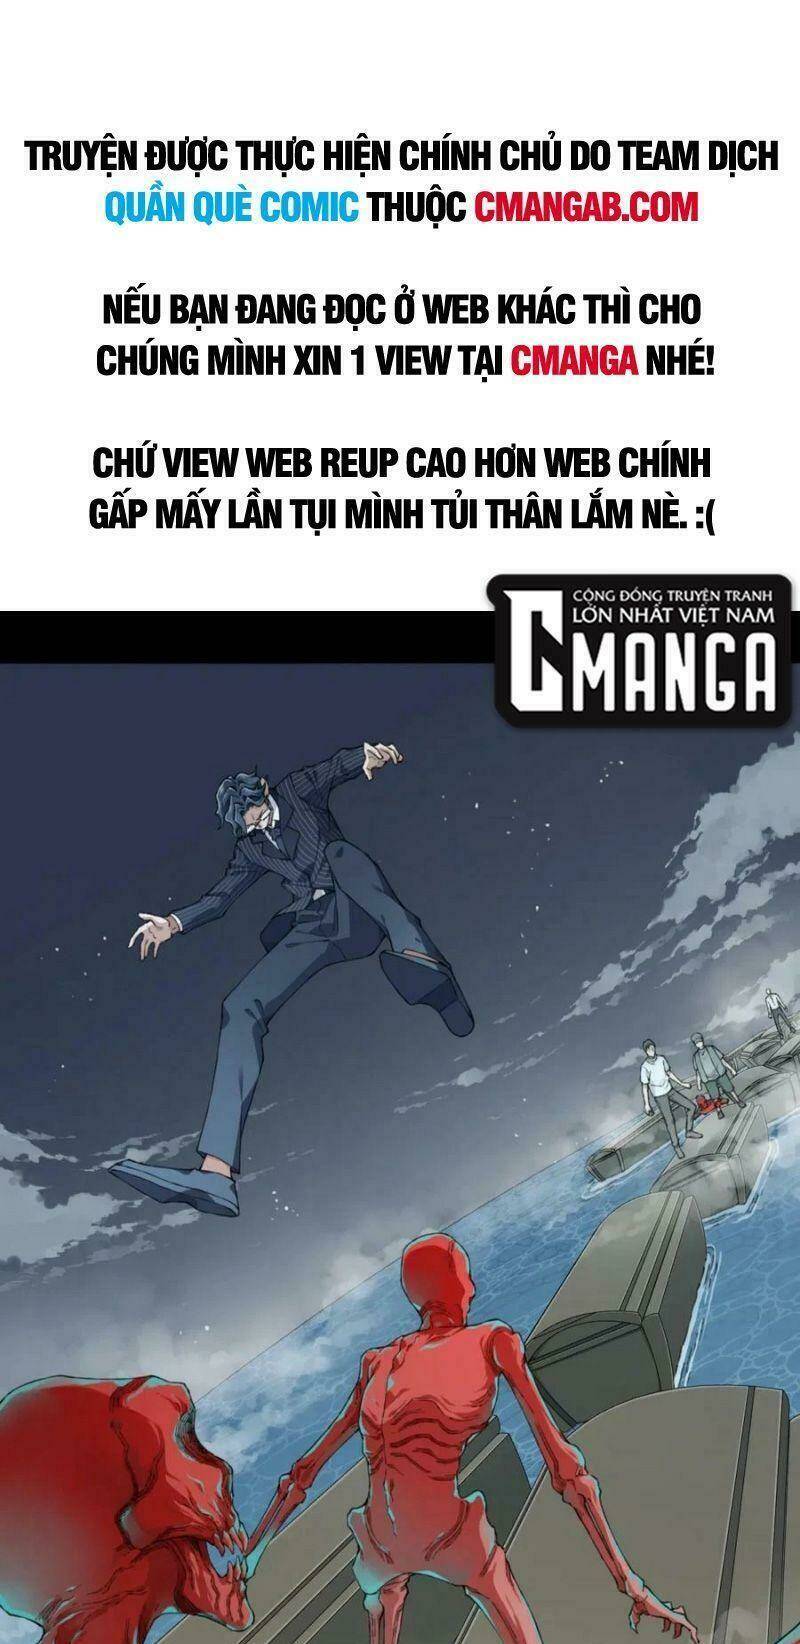 TRUYỆN ĐƯỢC THỰC HIỆN CHÍNH CHỦ DO TEAM DỊCH
QUẦN QUÈ COMIC THUỘC CMANGAB.COM
NẾU BẠN ĐANG ĐỌC Ở WEB KHÁC THÌ CHO
CHÚNG MÌNH XIN 1 VIEW TẠI CMANGA NHÉ!
CHỨ VIEW WEB REUP CAO HƠN WEB CHÍNH
GẤP MẤY LẦN TỤI MÌNH TỦI THÂN LẮM NÈ. :(
CỘNG ĐỒNG TRUYỆN TRANH
LỚN NHẤT VIỆT NAM
CMANGA